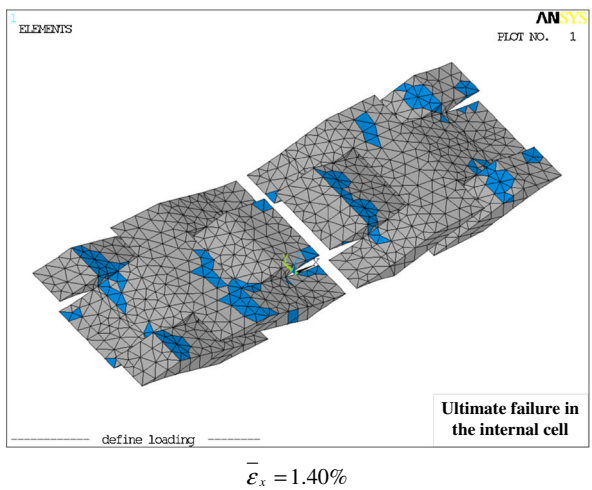 1
ELEMENTS
ANSYS
PLOT NO. 1
Ultimate failure in
the internal cell
------------ define loading --------
ε̅ₓ = 1.40%